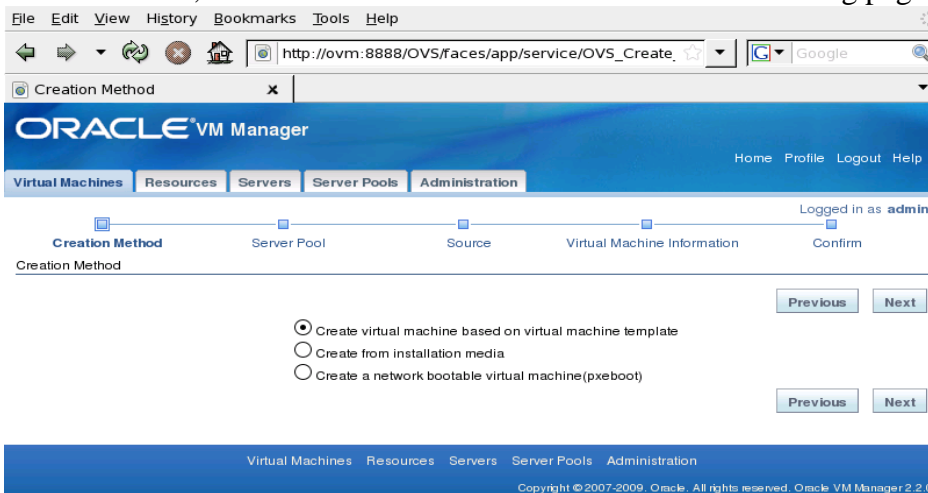 File Edit View History Bookmarks Tools Help
http://ovm:8888/OVS/faces/app/service/OVS_Create_ G Google
Creation Method x
ORACLE VM Manager
Home Profile Logout Help
Virtual Machines Resources Servers Server Pools Administration
Logged in as admin
Creation Method Server Pool Source Virtual Machine Information Confirm
Creation Method
Previous Next
Create virtual machine based on virtual machine template
Create from installation media
Create a network bootable virtual machine(pxeboot)
Previous Next
Virtual Machines Resources Servers Server Pools Administration
Copyright © 2007-2009, Oracle. All rights reserved. Oracle VM Manager 2.2.